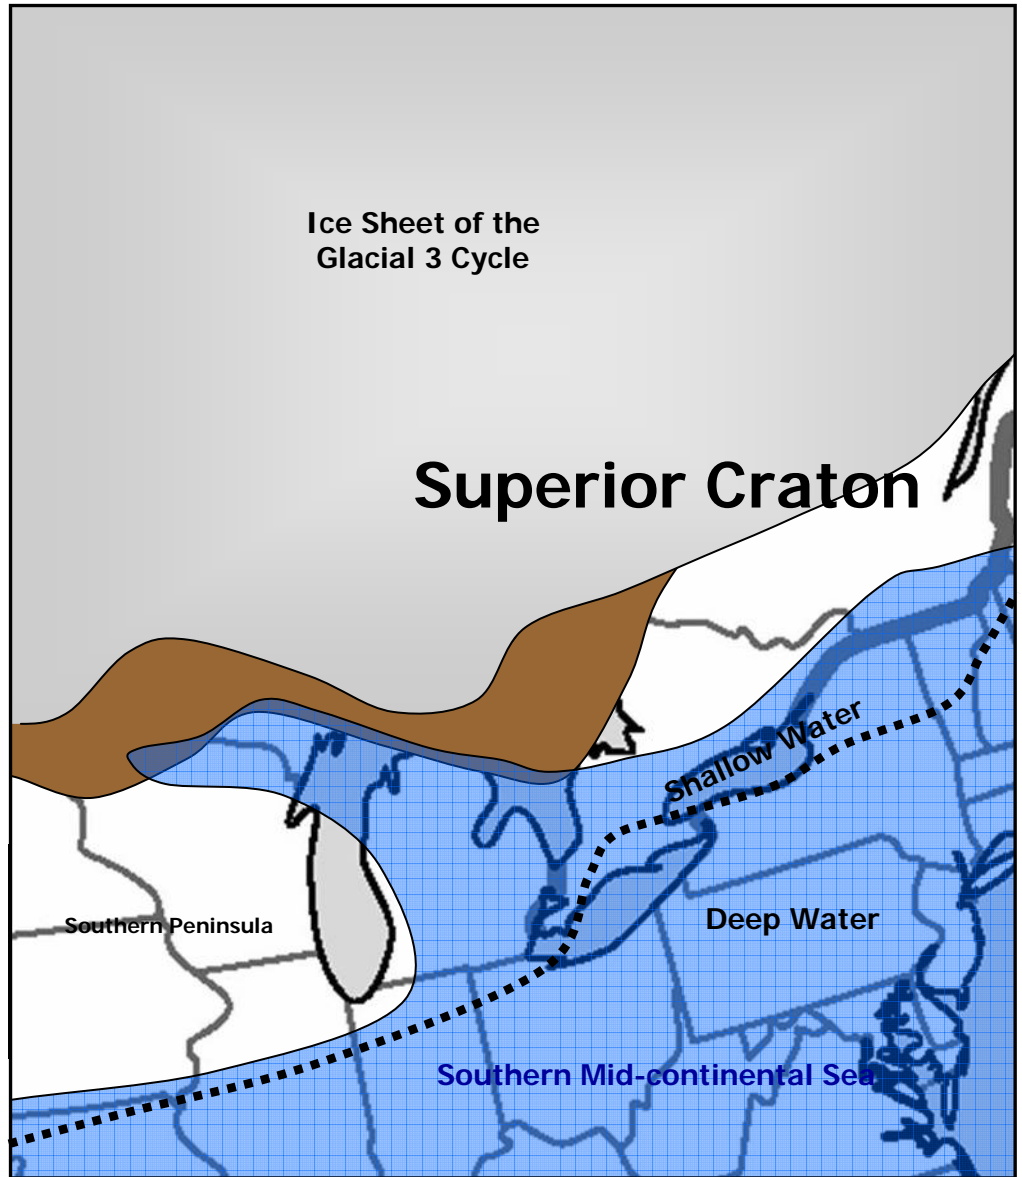 Ice Sheet of the
Glacial 3 Cycle
Superior Craton
Shallow Water
Southern Peninsula
Deep Water
Southern Mid-continental Sea